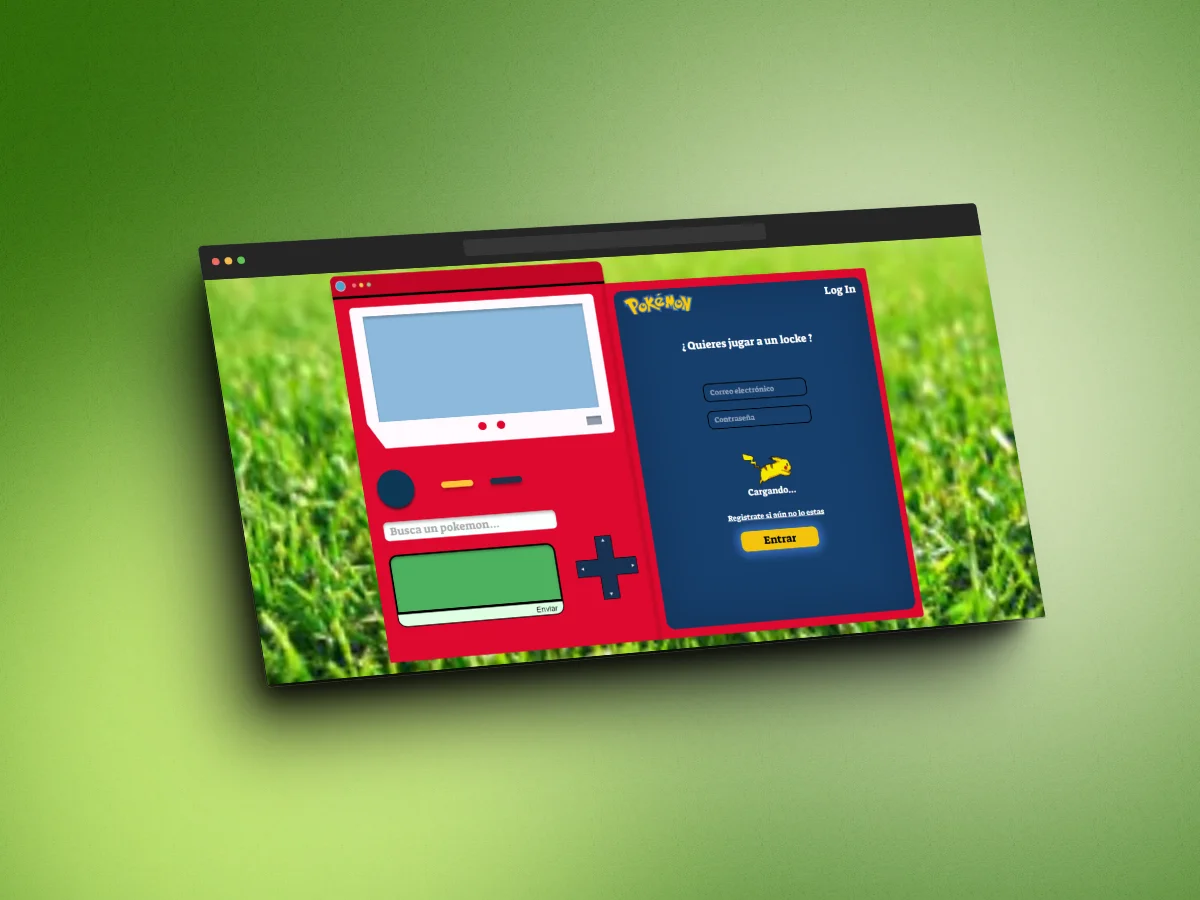 Busca un pokemon...
Enviar
POKéMON
Log In
¿ Quieres jugar a un locke ?
Correo electrónico
Contraseña
Cargando...
Registrate si aún no lo estas
Entrar